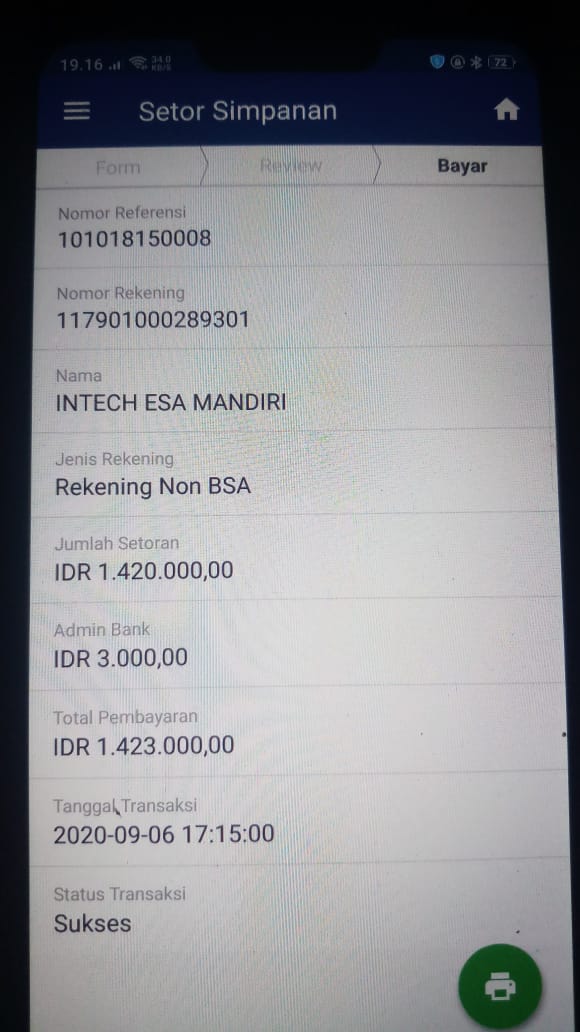 19.16 34.0 KB/S 72
Setor Simpanan
Form Review Bayar
Nomor Referensi
101018150008
Nomor Rekening
117901000289301
Nama
INTECH ESA MANDIRI
Jenis Rekening
Rekening Non BSA
Jumlah Setoran
IDR 1.420.000,00
Admin Bank
IDR 3.000,00
Total Pembayaran
IDR 1.423.000,00
Tanggal Transaksi
2020-09-06 17:15:00
Status Transaksi
Sukses